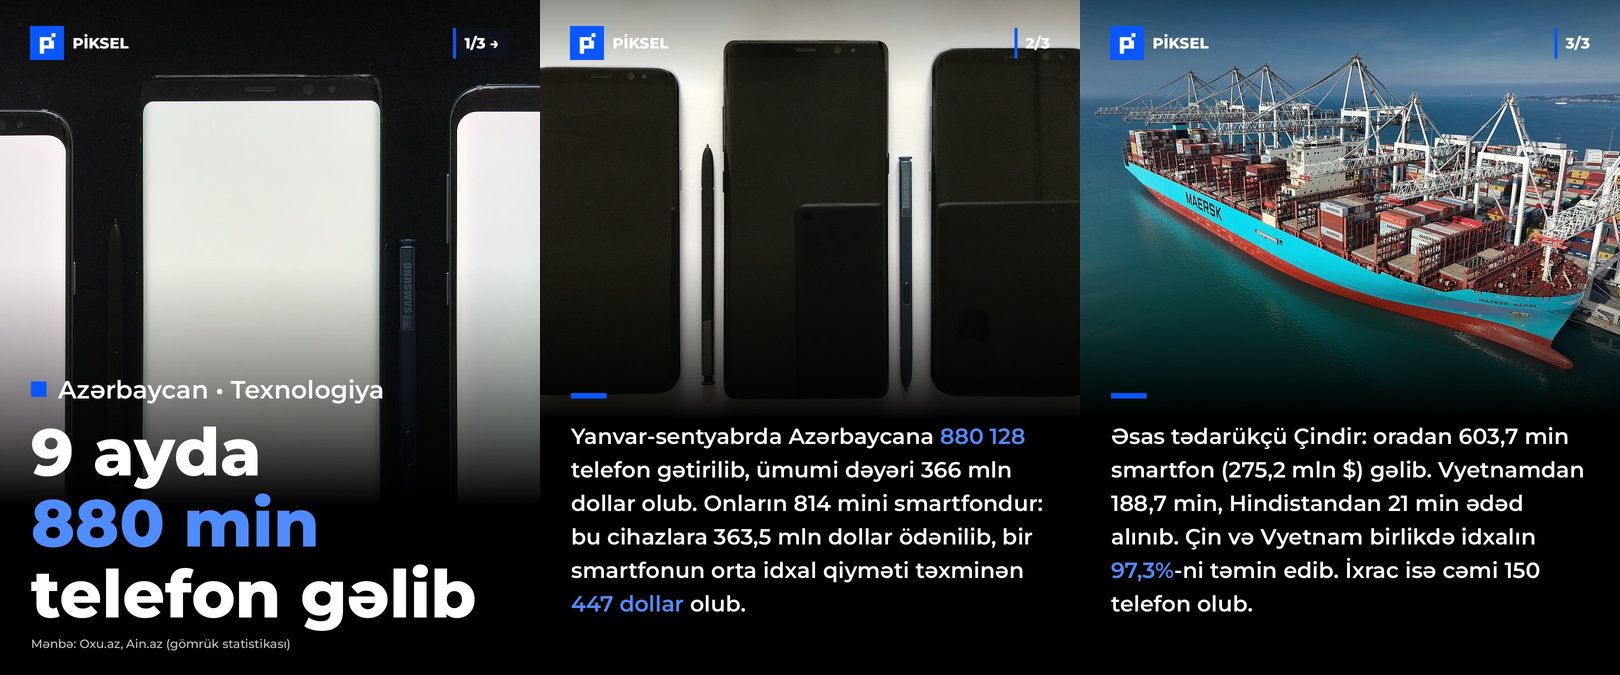 PİKSEL
1/3 →
SAMSUNG
Azərbaycan • Texnologiya
9 ayda
880 min
telefon gəlib
Mənbə: Oxu.az, Ain.az (gömrük statistikası)
PİKSEL
2/3
Yanvar-sentyabrda Azərbaycana 880 128
telefon gətirilib, ümumi dəyəri 366 mln
dollar olub. Onların 814 mini smartfondur:
bu cihazlara 363,5 mln dollar ödənilib, bir
smartfonun orta idxal qiyməti təxminən
447 dollar olub.
PİKSEL
3/3
MAERSK
MAERSK HANOI
Əsas tədarükçü Çindir: oradan 603,7 min
smartfon (275,2 mln $) gəlib. Vyetnamdan
188,7 min, Hindistandan 21 min ədəd
alınıb. Çin və Vyetnam birlikdə idxalın
97,3%-ni təmin edib. İxrac isə cəmi 150
telefon olub.